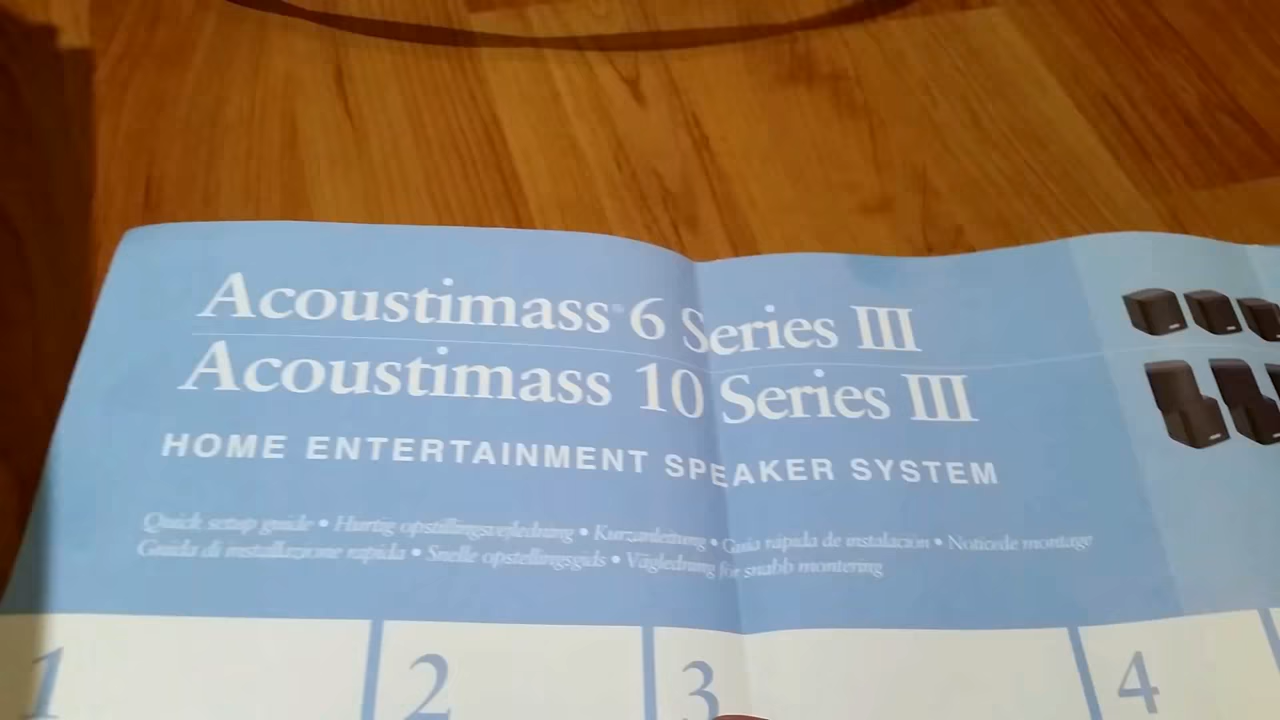 Acoustimass® 6 Series III
Acoustimass 10 Series III
HOME ENTERTAINMENT SPEAKER SYSTEM
Quick setup guide • Hurtig opstillingsvejledning • Kurzanleitung • Guía rápida de instalación • Notice de montage
Guida di installazione rapida • Snelle opstellingsgids • Vägledning för snabb montering
1 2 3 4